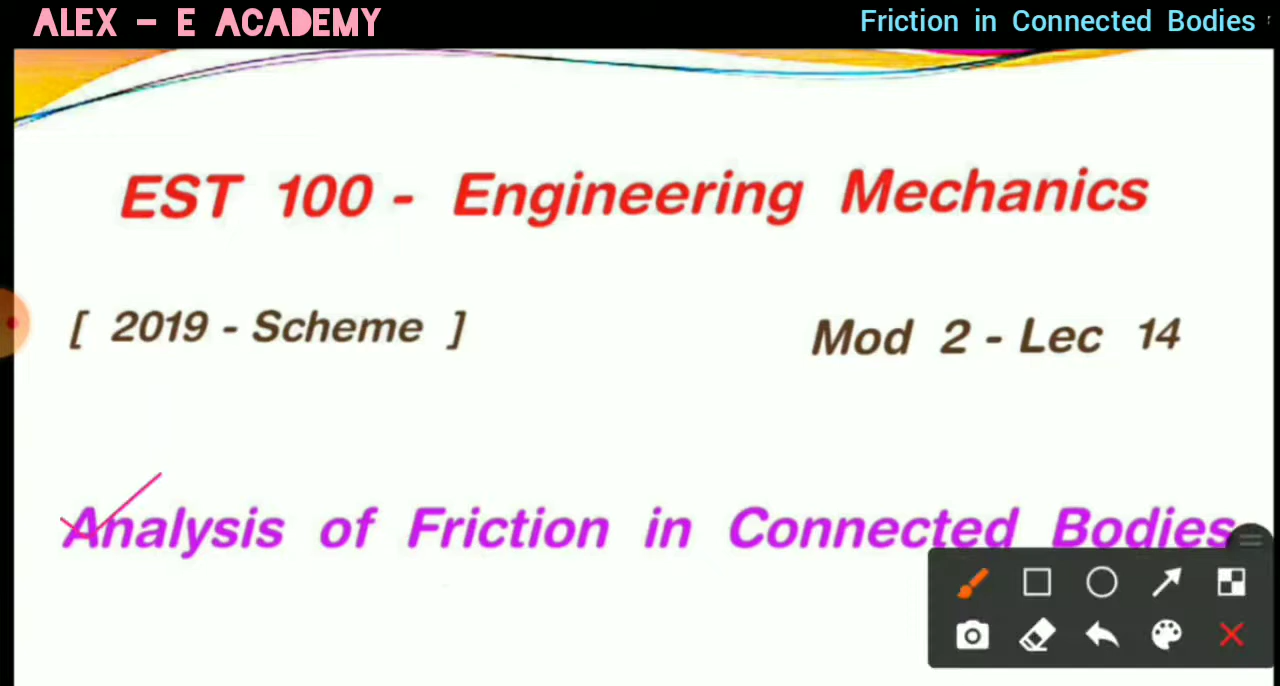 ALEX - E ACADEMY
Friction in Connected Bodies
EST 100 - Engineering Mechanics
[ 2019 - Scheme ]
Mod 2 - Lec 14
Analysis of Friction in Connected Bodies